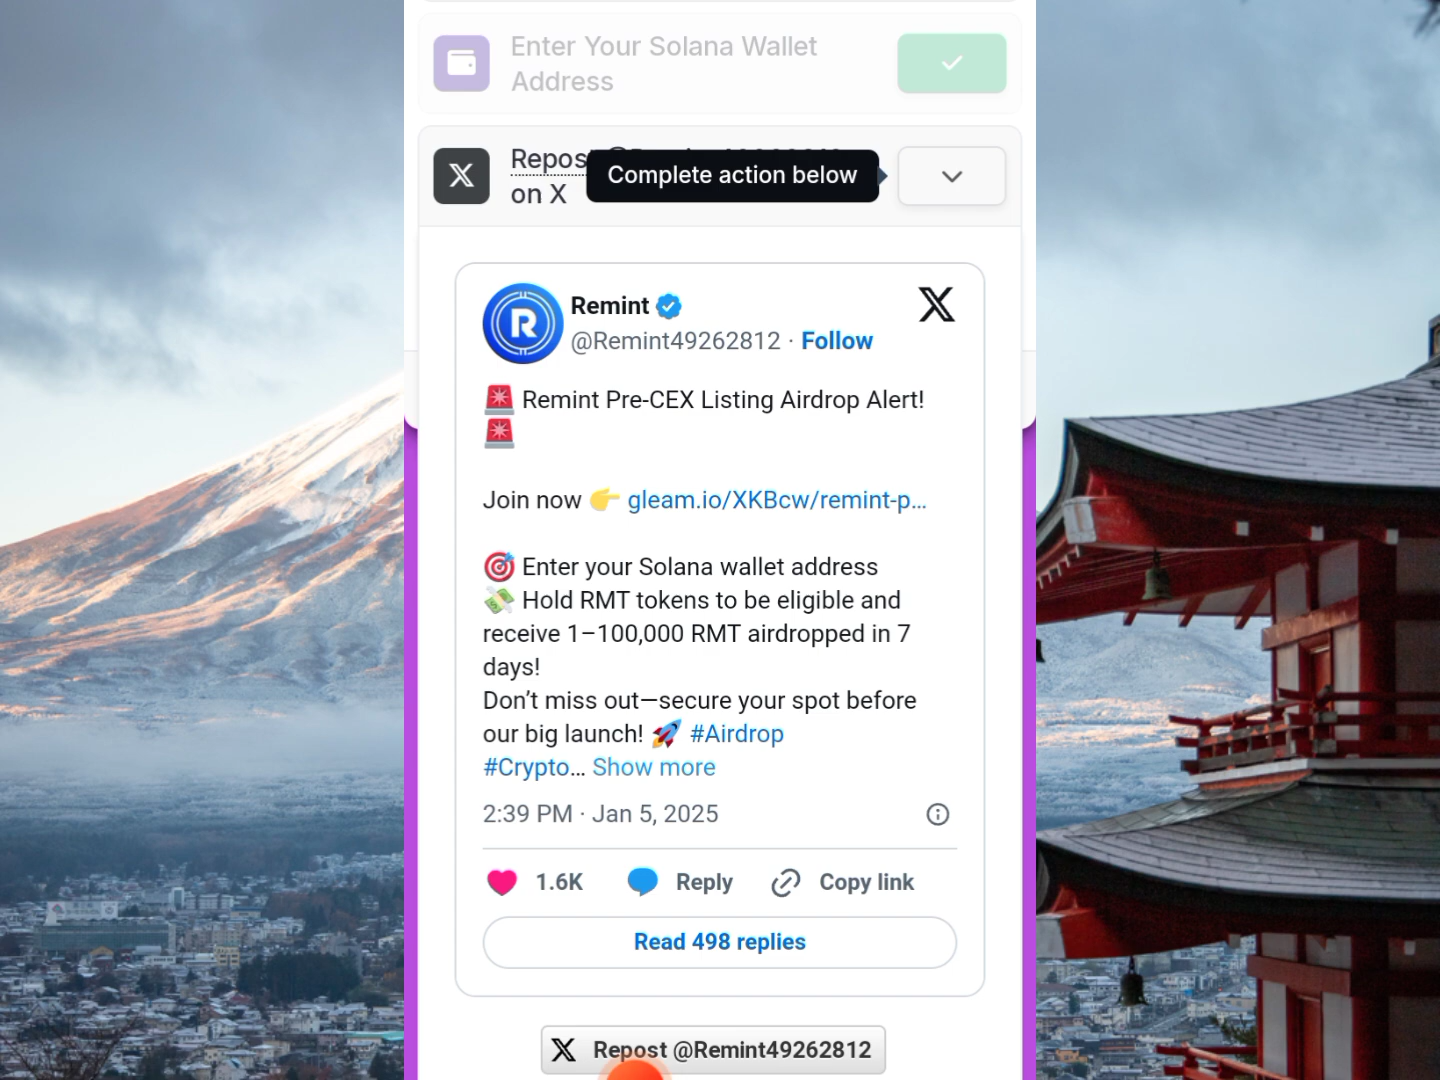 Enter Your Solana Wallet
Address
Repos
on X
Complete action below
Remint
@Remint49262812 · Follow
🚨 Remint Pre-CEX Listing Airdrop Alert!
🚨
Join now 👉 gleam.io/XKBcw/remint-p…
🎯 Enter your Solana wallet address
💸 Hold RMT tokens to be eligible and
receive 1–100,000 RMT airdropped in 7
days!
Don’t miss out—secure your spot before
our big launch! 🚀 #Airdrop
#Crypto… Show more
2:39 PM · Jan 5, 2025
1.6K Reply Copy link
Read 498 replies
Repost @Remint49262812